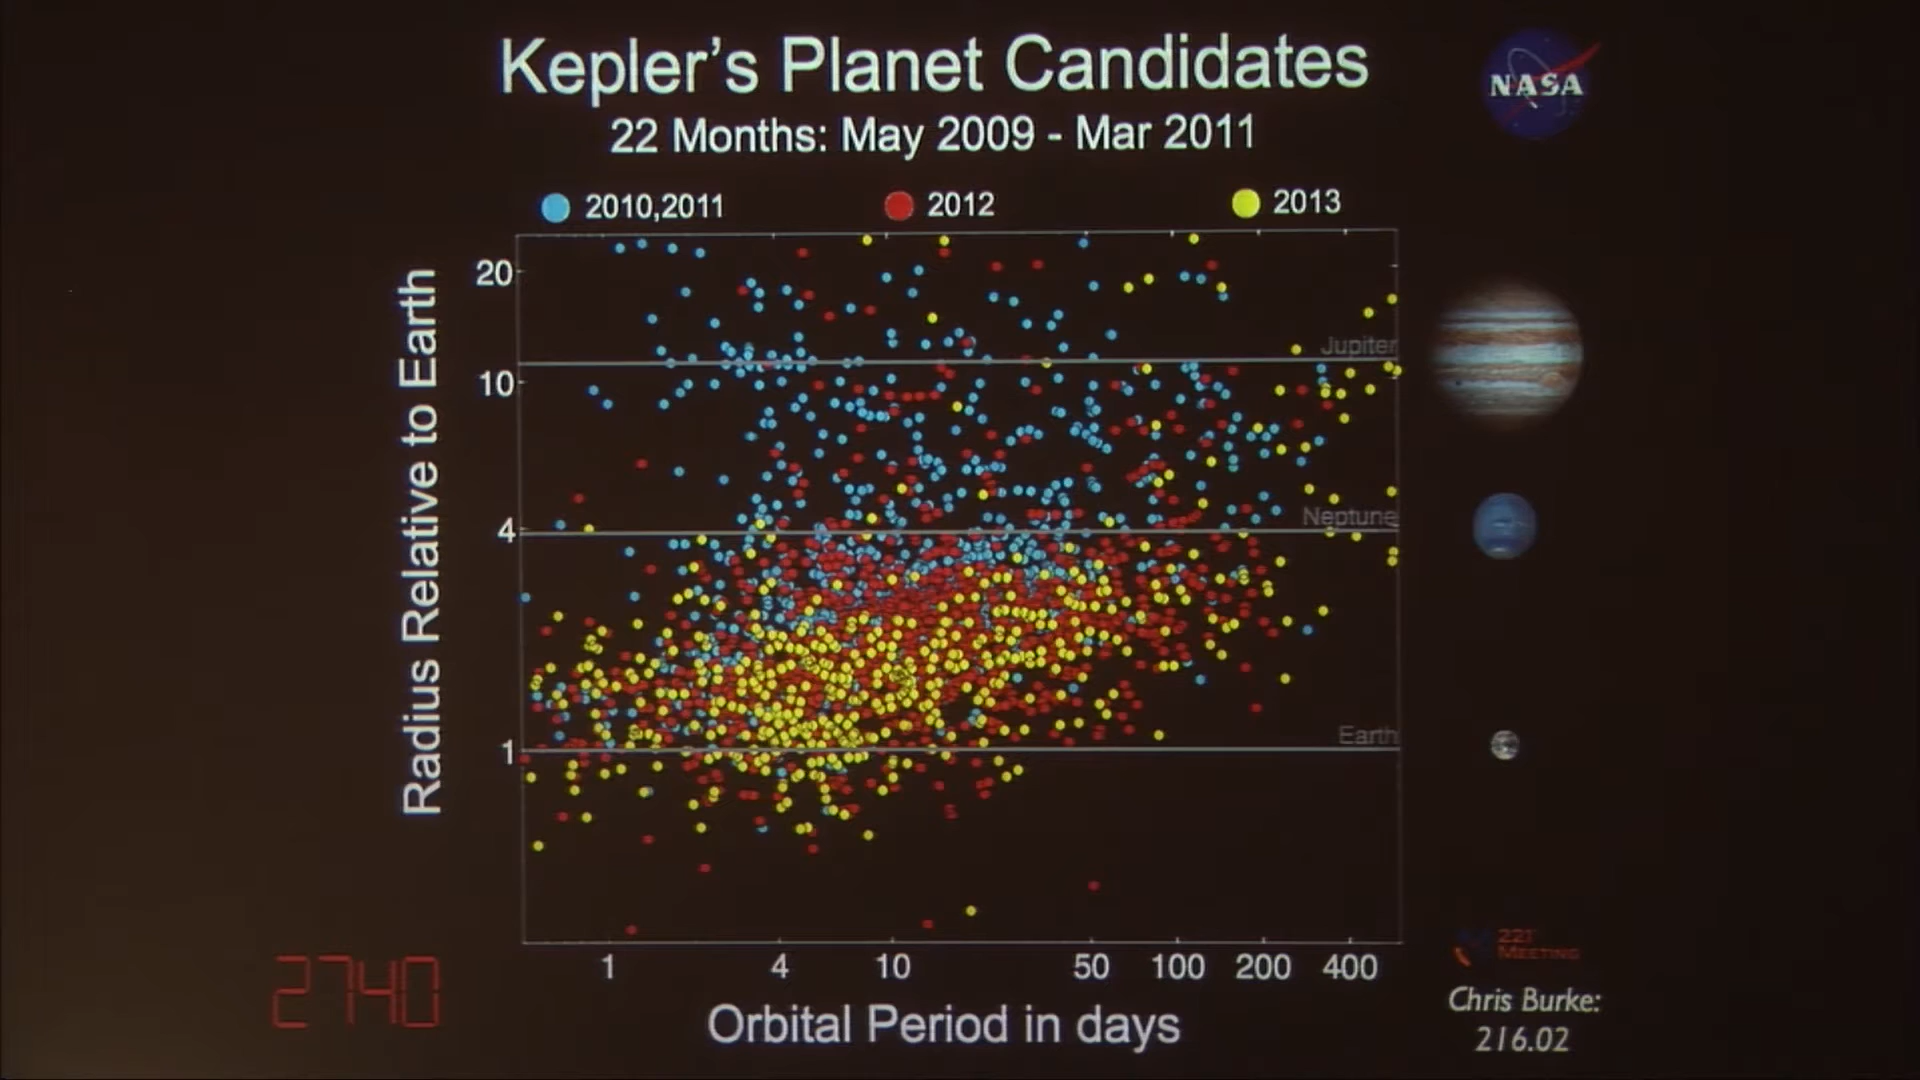 Kepler's Planet Candidates
NASA
22 Months: May 2009 - Mar 2011
2010,2011
2012
2013
Radius Relative to Earth
20
10
4
1
Jupiter
Neptune
Earth
1 4 10 50 100 200 400
Orbital Period in days
2740
221
MEETING
Chris Burke:
216.02